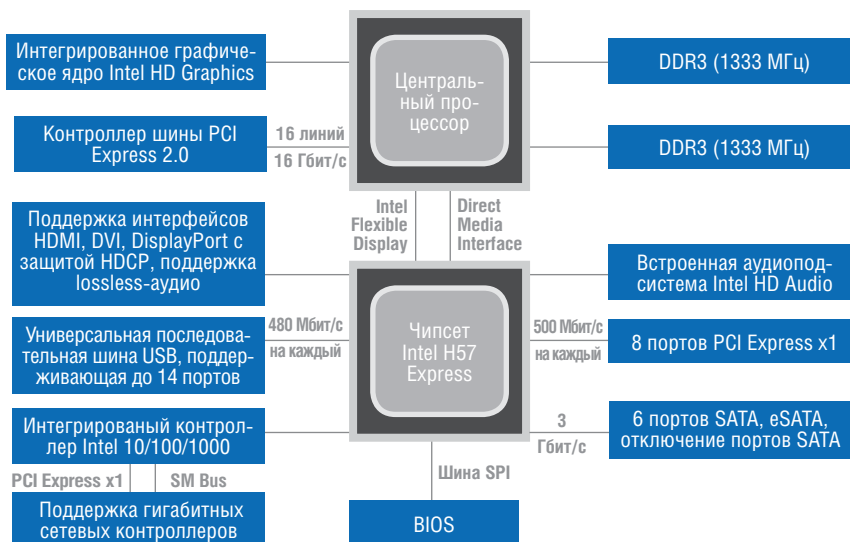 Интегрированное графиче-
ское ядро Intel HD Graphics
Централь-
ный про-
цессор
DDR3 (1333 МГц)
Контроллер шины PCI
Express 2.0
16 линий
16 Гбит/с
DDR3 (1333 МГц)
Intel
Flexible
Display
Direct
Media
Interface
Поддержка интерфейсов
HDMI, DVI, DisplayPort с
защитой HDCP, поддержка
lossless-аудио
Встроенная аудиопод-
система Intel HD Audio
Универсальная последова-
тельная шина USB, поддер-
живающая до 14 портов
480 Мбит/с
на каждый
Чипсет
Intel H57
Express
500 Мбит/с
на каждый
8 портов PCI Express x1
Интегрированый контрол-
лер Intel 10/100/1000
3
Гбит/с
6 портов SATA, eSATA,
отключение портов SATA
PCI Express x1
SM Bus
Шина SPI
Поддержка гигабитных
сетевых контроллеров
BIOS